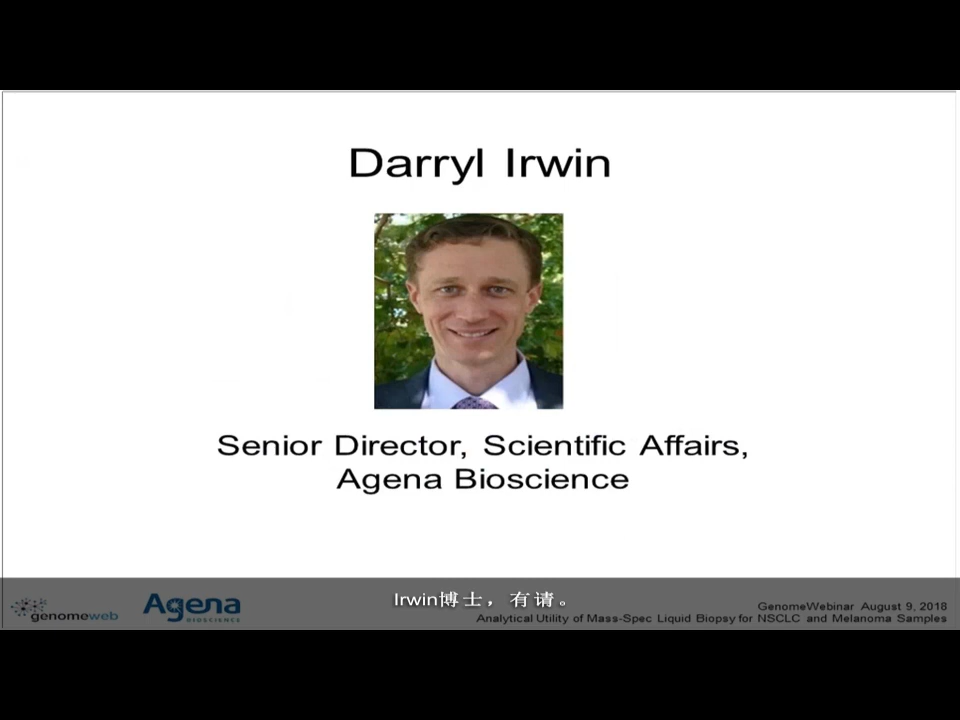 Darryl Irwin
Senior Director, Scientific Affairs,
Agena Bioscience
Irwin博士，有请。
genomeweb
Agena
BIOSCIENCE
GenomeWebinar August 9, 2018
Analytical Utility of Mass-Spec Liquid Biopsy for NSCLC and Melanoma Samples